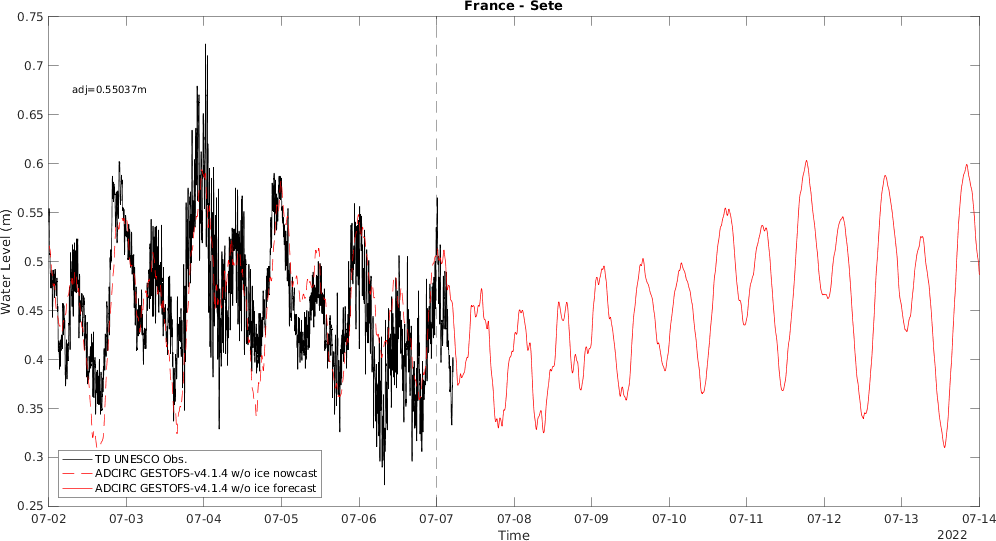 France - Sete
0.75
0.7
0.65
0.6
0.55
0.5
0.45
0.4
0.35
0.3
0.25
Water Level (m)
adj=0.55037m
TD UNESCO Obs.
ADCIRC GESTOFS-v4.1.4 w/o ice nowcast
ADCIRC GESTOFS-v4.1.4 w/o ice forecast
07-02 07-03 07-04 07-05 07-06 07-07 07-08 07-09 07-10 07-11 07-12 07-13 07-14
Time
2022